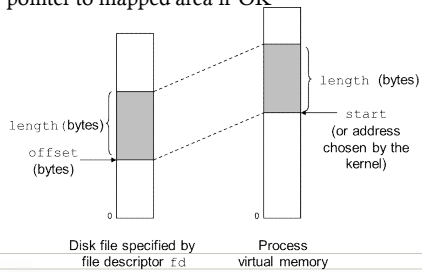 pointer to mapped area if OK
length (bytes)
length (bytes)
start
(or address
chosen by the
kernel)
offset
(bytes)
0
0
Disk file specified by
file descriptor fd
Process
virtual memory